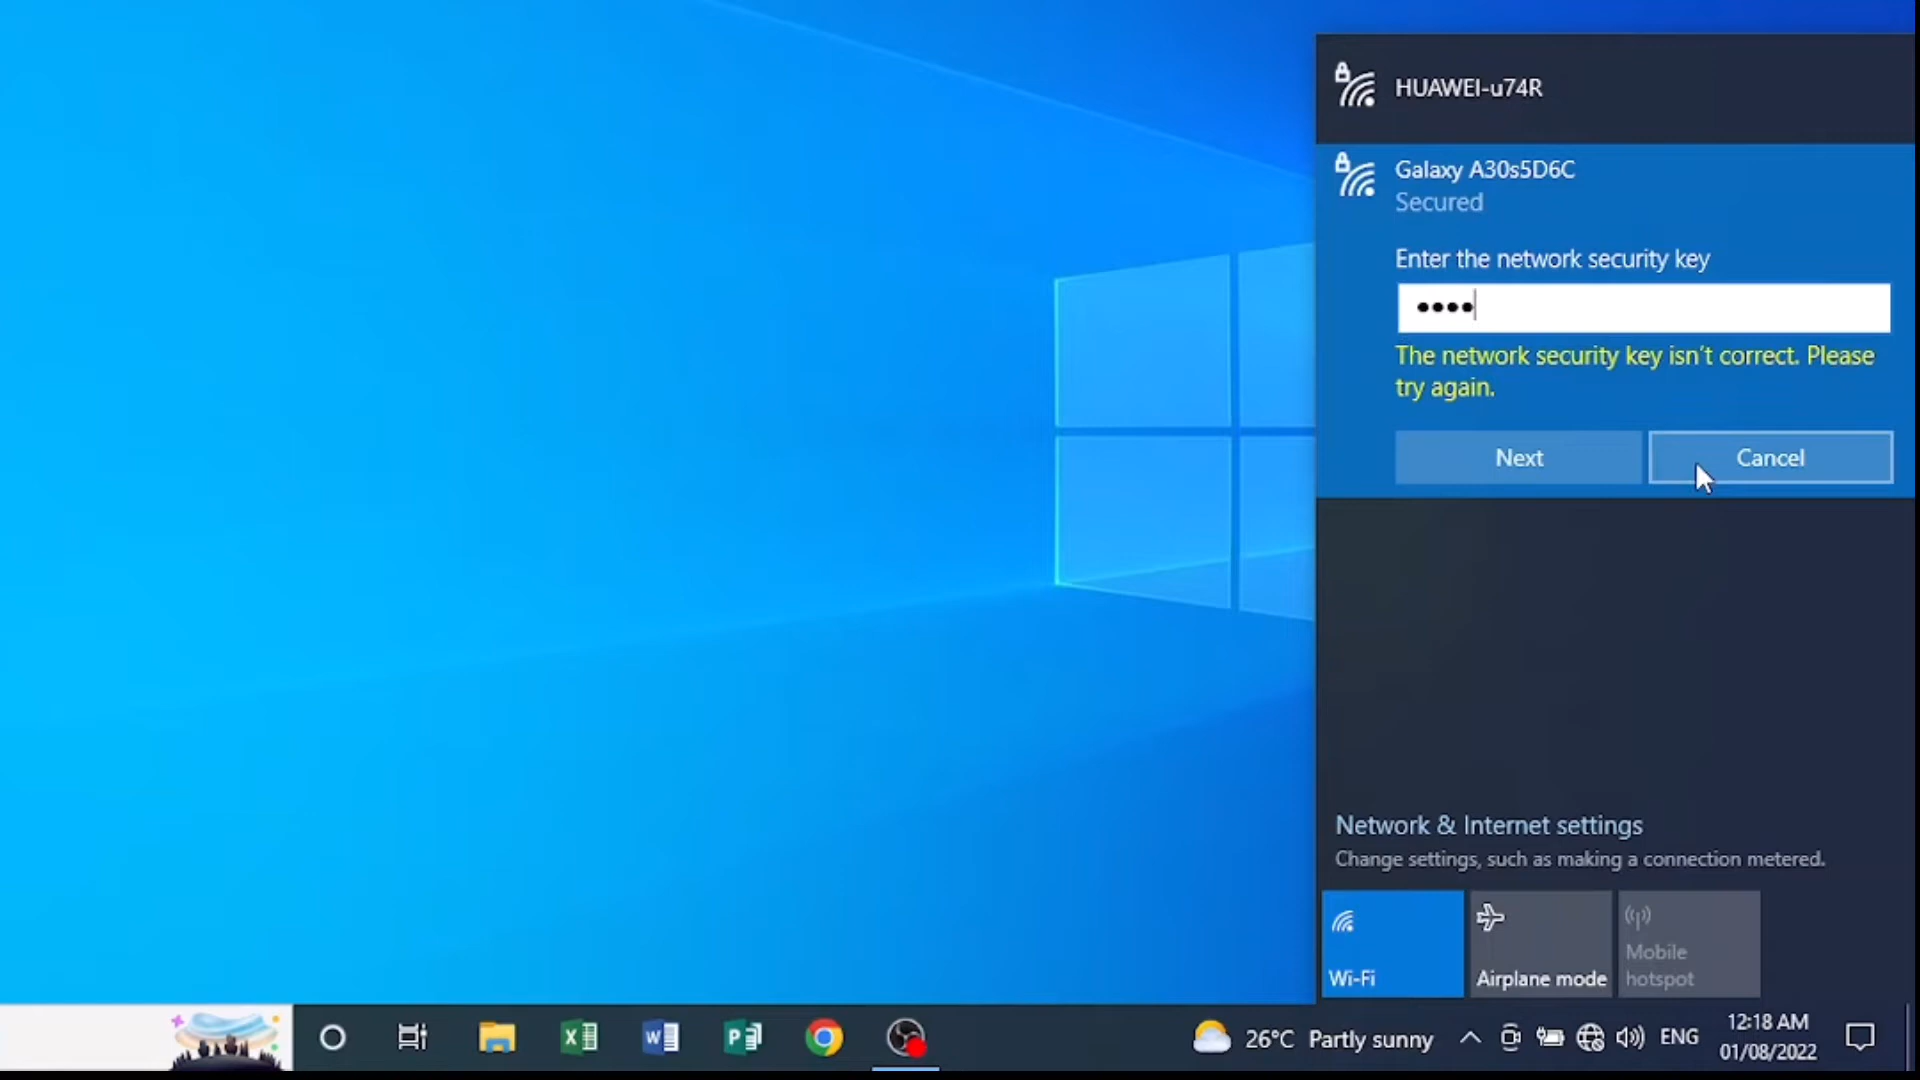 HUAWEI-u74R
Galaxy A30s5D6C
Secured
Enter the network security key
••••
The network security key isn't correct. Please
try again.
Next
Cancel
Network & Internet settings
Change settings, such as making a connection metered.
Wi-Fi
Airplane mode
Mobile
hotspot
26°C Partly sunny
ENG
12:18 AM
01/08/2022